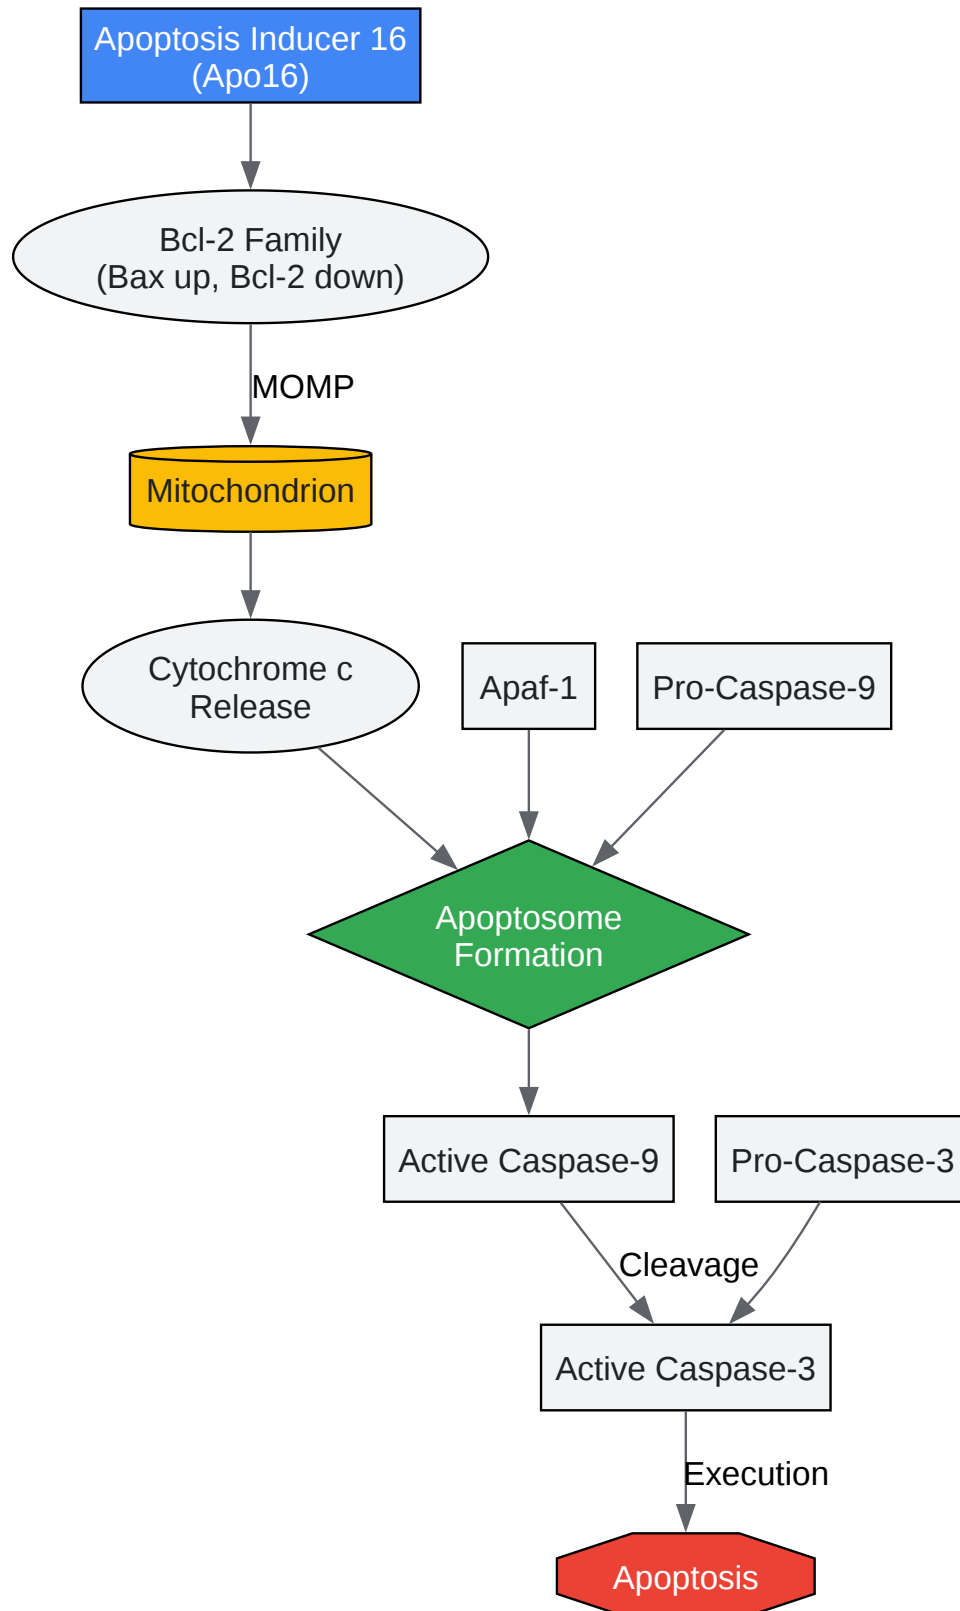 Apoptosis Inducer 16
(Apo16)
Bcl-2 Family
(Bax up, Bcl-2 down)
MOMP
Mitochondrion
Cytochrome c
Release
Apaf-1
Pro-Caspase-9
Apoptosome
Formation
Active Caspase-9
Pro-Caspase-3
Cleavage
Active Caspase-3
Execution
Apoptosis